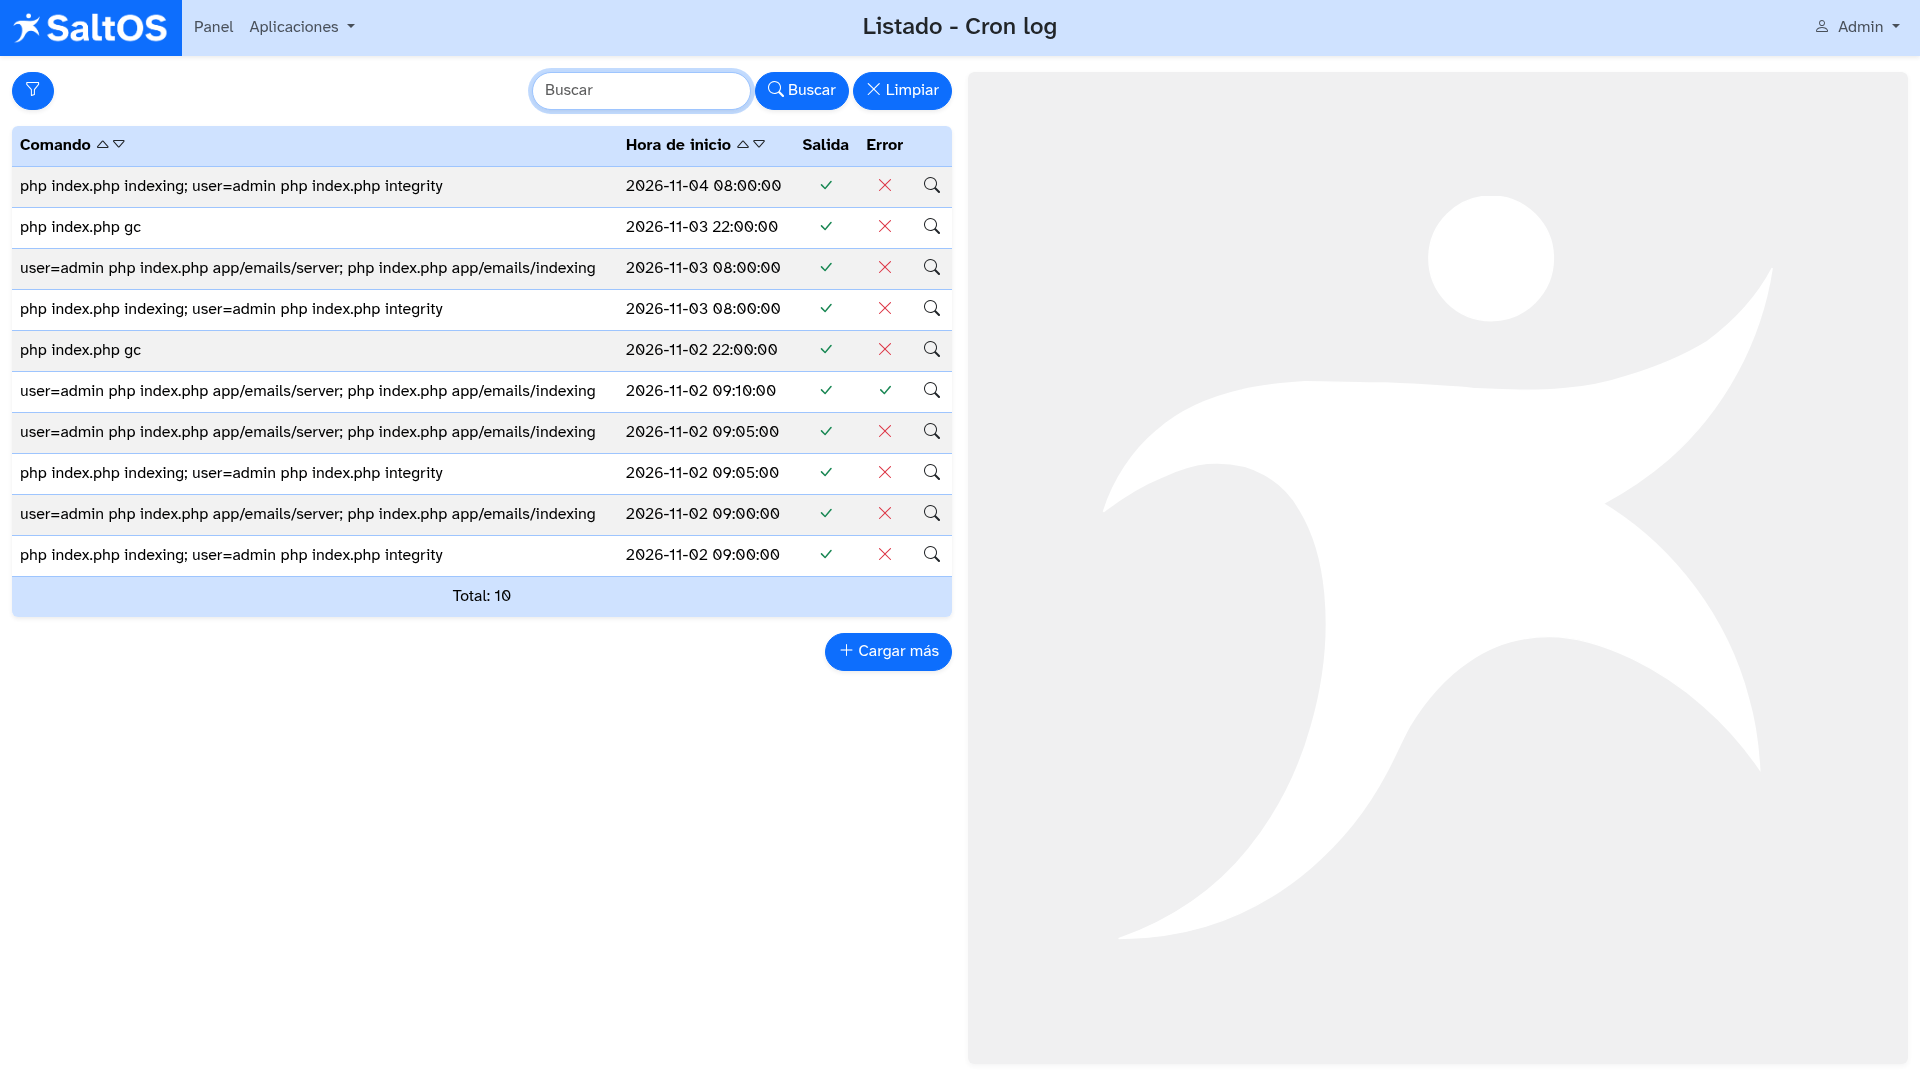 SaltOS Panel Aplicaciones Listado - Cron log Admin
Buscar Buscar Limpiar
Comando Hora de inicio Salida Error
php index.php indexing; user=admin php index.php integrity 2026-11-04 08:00:00
php index.php gc 2026-11-03 22:00:00
user=admin php index.php app/emails/server; php index.php app/emails/indexing 2026-11-03 08:00:00
php index.php indexing; user=admin php index.php integrity 2026-11-03 08:00:00
php index.php gc 2026-11-02 22:00:00
user=admin php index.php app/emails/server; php index.php app/emails/indexing 2026-11-02 09:10:00
user=admin php index.php app/emails/server; php index.php app/emails/indexing 2026-11-02 09:05:00
php index.php indexing; user=admin php index.php integrity 2026-11-02 09:05:00
user=admin php index.php app/emails/server; php index.php app/emails/indexing 2026-11-02 09:00:00
php index.php indexing; user=admin php index.php integrity 2026-11-02 09:00:00
Total: 10
Cargar más